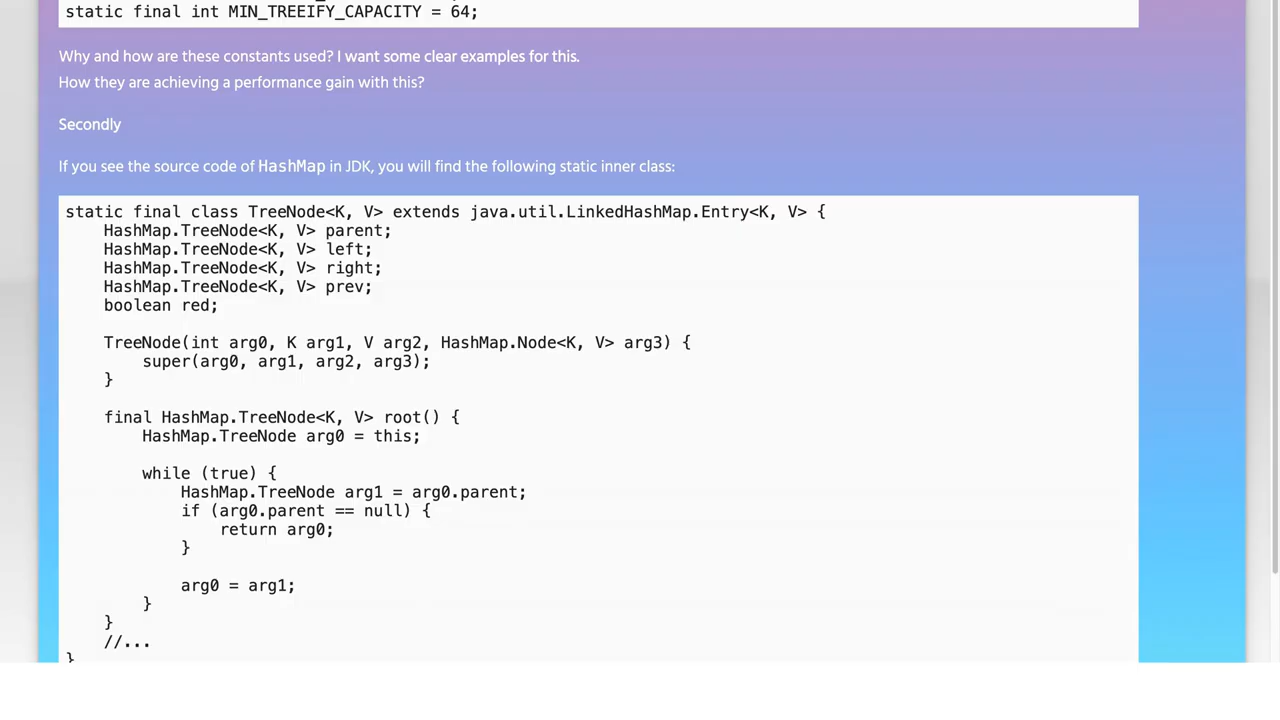 static final int MIN_TREEIFY_CAPACITY = 64;
Why and how are these constants used? I want some clear examples for this.
How they are achieving a performance gain with this?
Secondly
If you see the source code of HashMap in JDK, you will find the following static inner class:
static final class TreeNode<K, V> extends java.util.LinkedHashMap.Entry<K, V> {
    HashMap.TreeNode<K, V> parent;
    HashMap.TreeNode<K, V> left;
    HashMap.TreeNode<K, V> right;
    HashMap.TreeNode<K, V> prev;
    boolean red;

    TreeNode(int arg0, K arg1, V arg2, HashMap.Node<K, V> arg3) {
        super(arg0, arg1, arg2, arg3);
    }

    final HashMap.TreeNode<K, V> root() {
        HashMap.TreeNode arg0 = this;

        while (true) {
            HashMap.TreeNode arg1 = arg0.parent;
            if (arg0.parent == null) {
                return arg0;
            }

            arg0 = arg1;
        }
    }
    //...
}